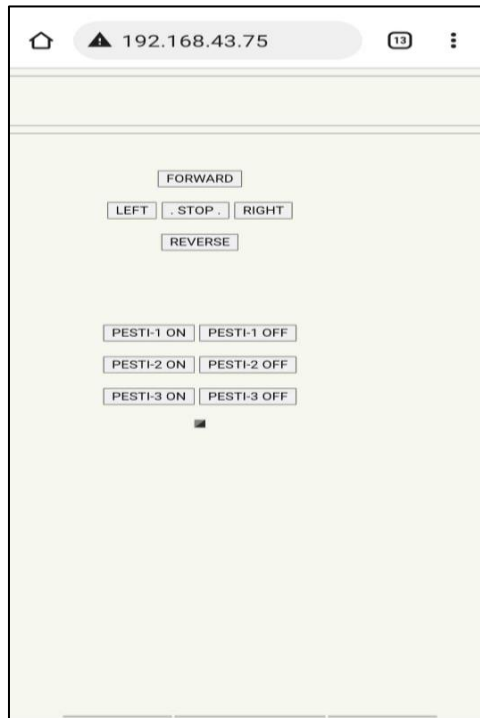 192.168.43.75 13
FORWARD
LEFT . STOP . RIGHT
REVERSE
PESTI-1 ON PESTI-1 OFF
PESTI-2 ON PESTI-2 OFF
PESTI-3 ON PESTI-3 OFF